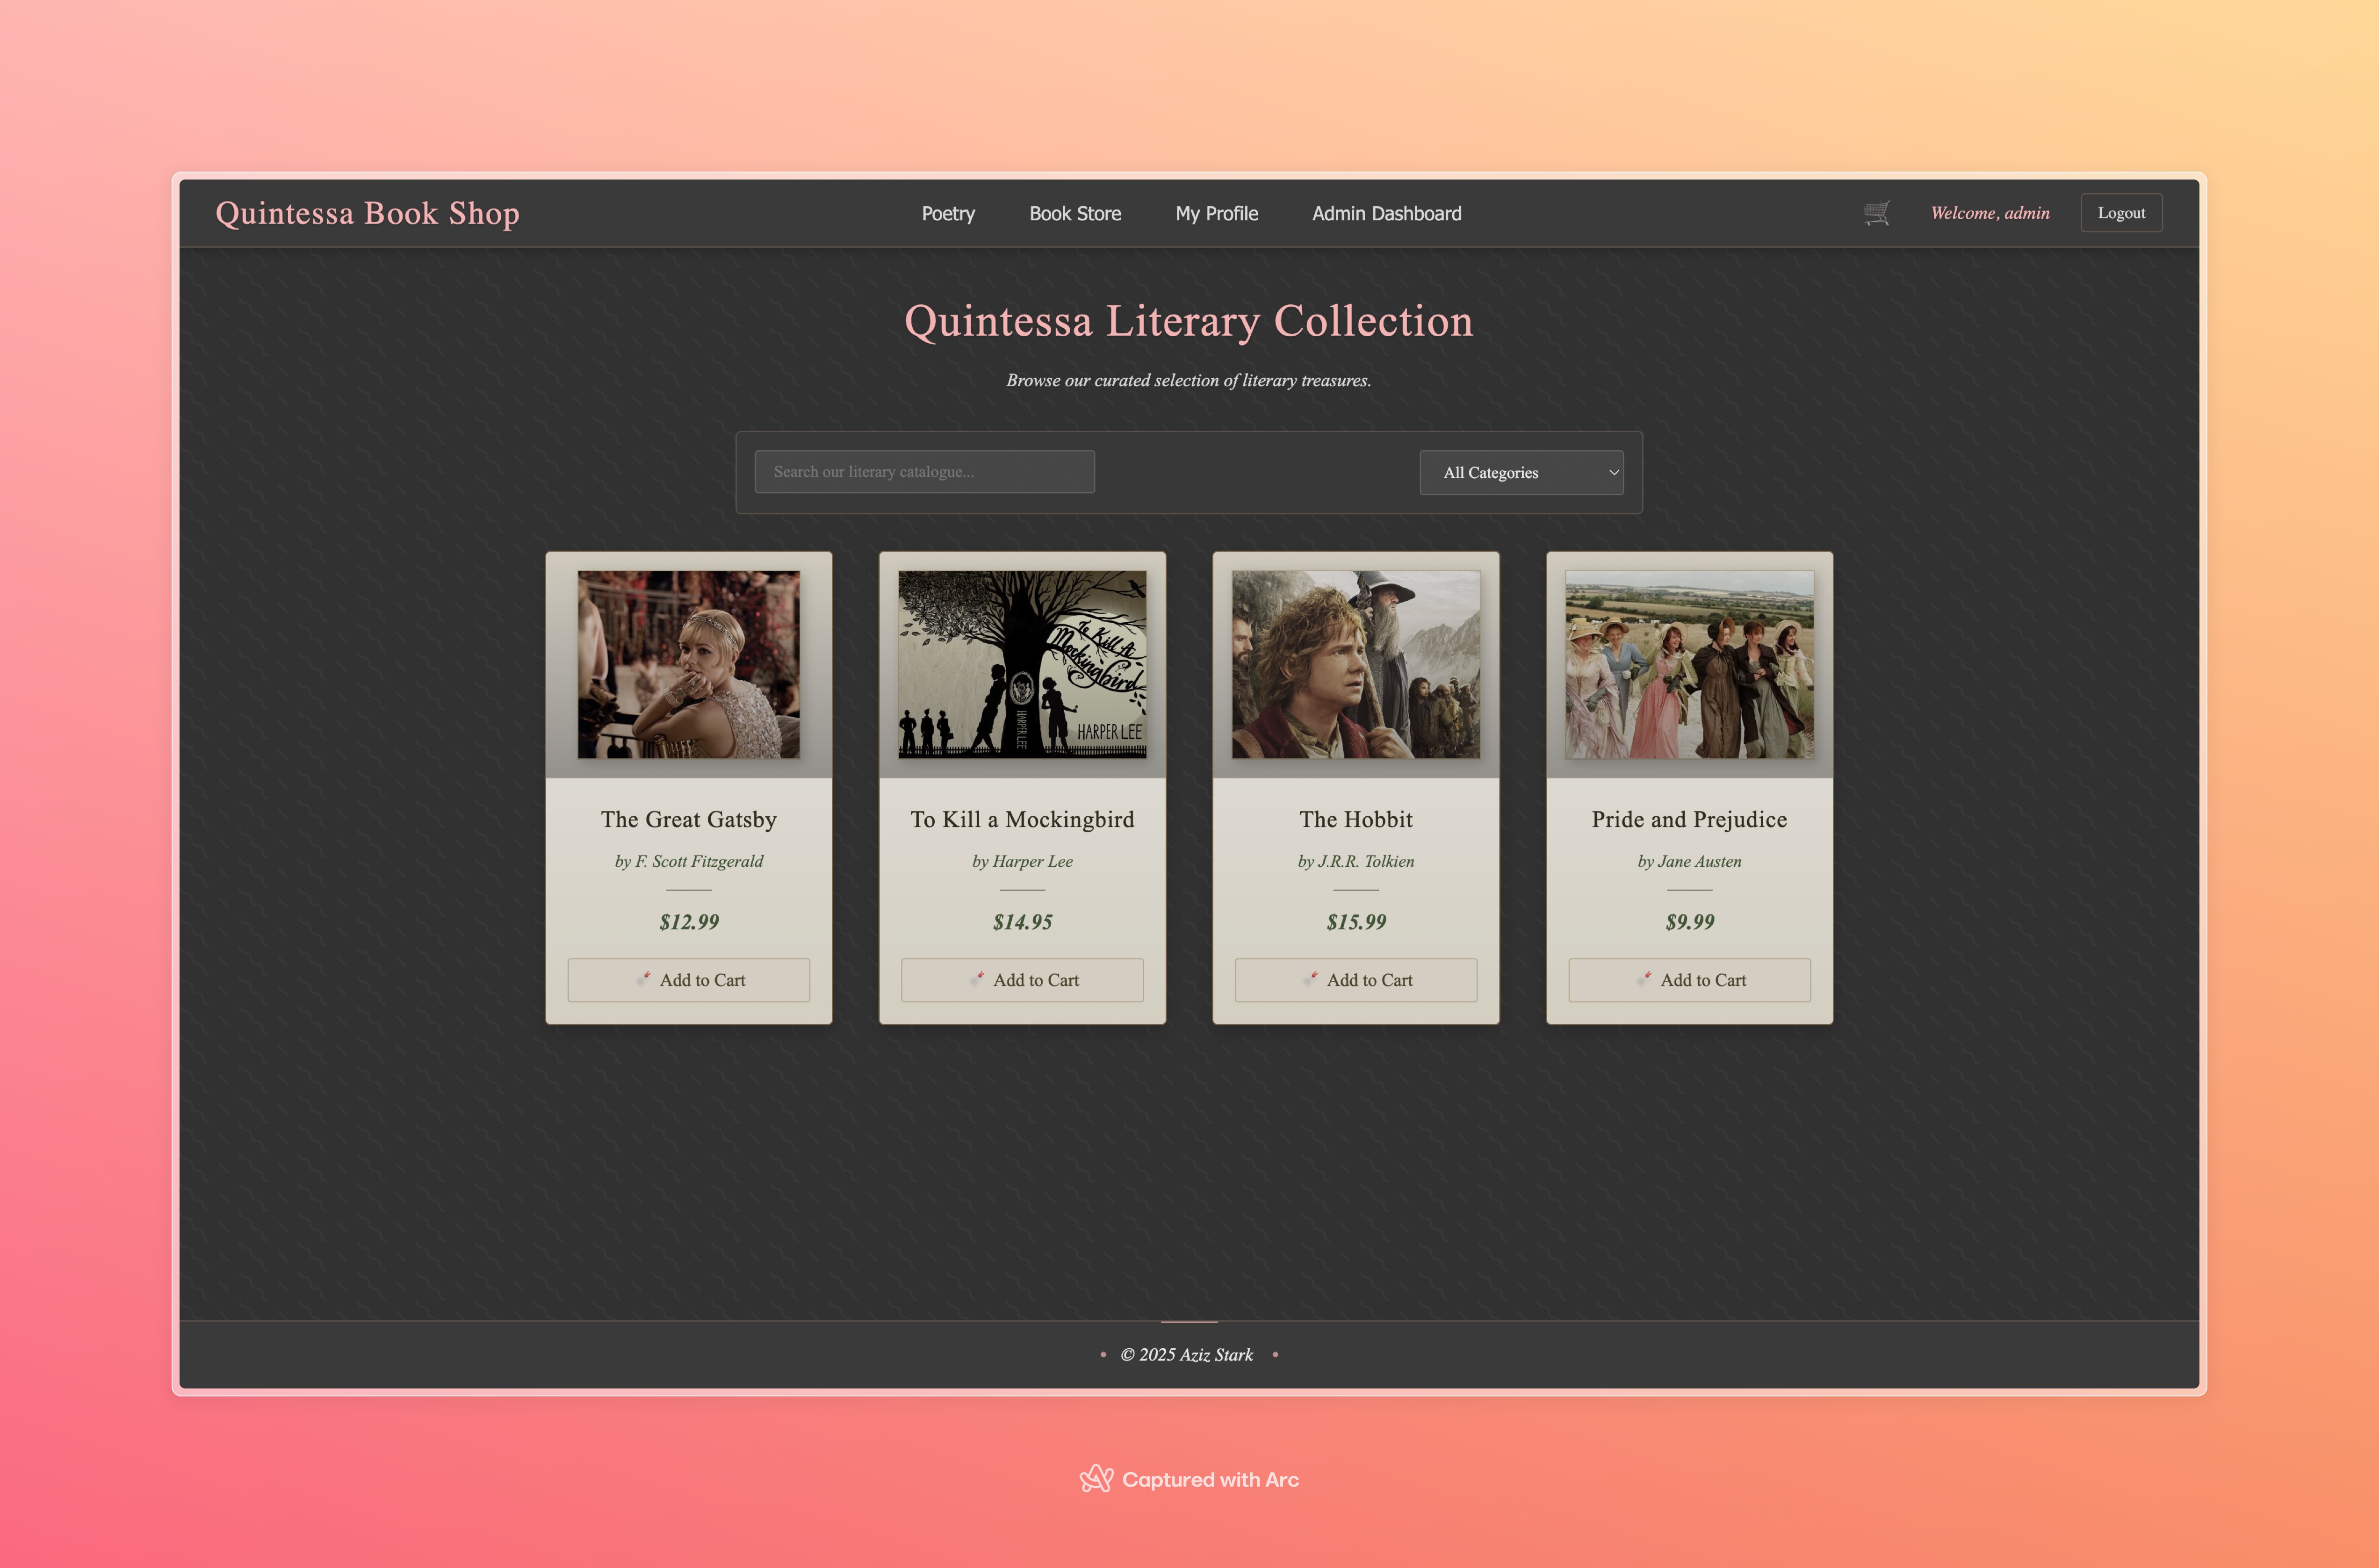 Quintessa Book Shop
Poetry
Book Store
My Profile
Admin Dashboard
Welcome, admin
Logout
Quintessa Literary Collection
Browse our curated selection of literary treasures.
Search our literary catalogue...
All Categories
To Kill A
Mockingbird
HARPER LEE
HARPER LEE
The Great Gatsby
by F. Scott Fitzgerald
$12.99
Add to Cart
To Kill a Mockingbird
by Harper Lee
$14.95
Add to Cart
The Hobbit
by J.R.R. Tolkien
$15.99
Add to Cart
Pride and Prejudice
by Jane Austen
$9.99
Add to Cart
• © 2025 Aziz Stark •
Captured with Arc